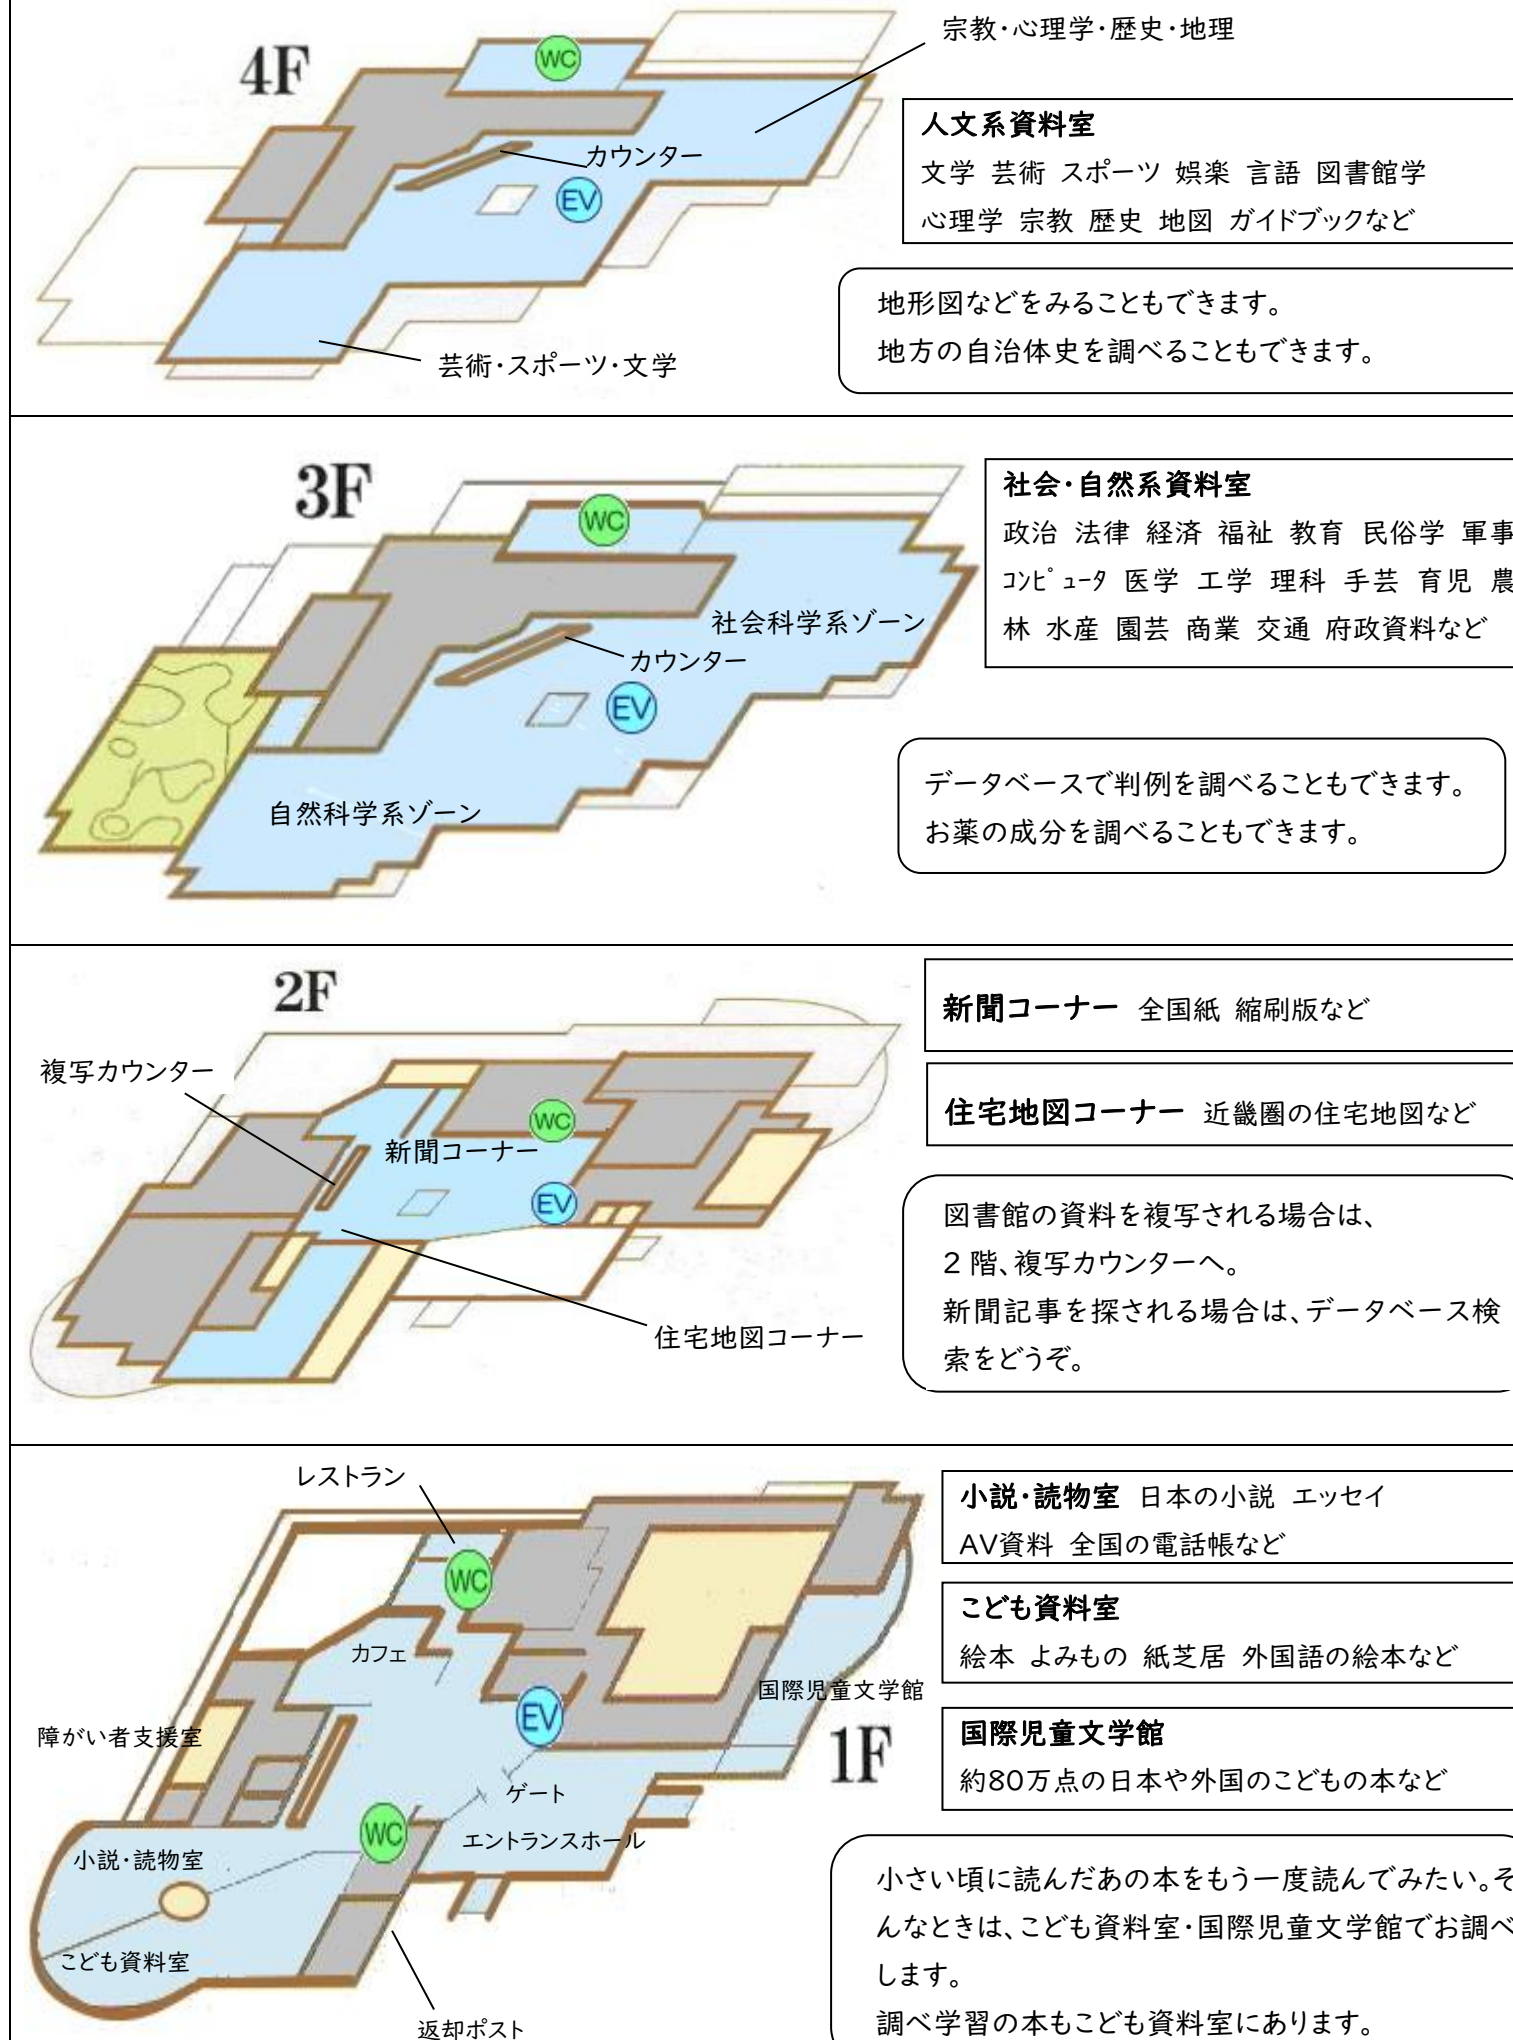 4F
WC
宗教・心理学・歴史・地理
カウンター
EV
芸術・スポーツ・文学
人文系資料室
文学 芸術 スポーツ 娯楽 言語 図書館学
心理学 宗教 歴史 地図 ガイドブックなど
地形図などをみることもできます。
地方の自治体史を調べることもできます。
3F
WC
社会科学系ゾーン
カウンター
EV
自然科学系ゾーン
社会・自然系資料室
政治 法律 経済 福祉 教育 民俗学 軍事
ｺﾝﾋﾟｭｰﾀ 医学 工学 理科 手芸 育児 農
林 水産 園芸 商業 交通 府政資料など
データベースで判例を調べることもできます。
お薬の成分を調べることもできます。
2F
複写カウンター
WC
新聞コーナー
EV
住宅地図コーナー
新聞コーナー 全国紙 縮刷版など
住宅地図コーナー 近畿圏の住宅地図など
図書館の資料を複写される場合は、
2階、複写カウンターへ。
新聞記事を探される場合は、データベース検
索をどうぞ。
レストラン
WC
カフェ
国際児童文学館
EV
障がい者支援室
1F
ゲート
WC
エントランスホール
小説・読物室
こども資料室
返却ポスト
小説・読物室 日本の小説 エッセイ
AV資料 全国の電話帳など
こども資料室
絵本 よみもの 紙芝居 外国語の絵本など
国際児童文学館
約80万点の日本や外国のこどもの本など
小さい頃に読んだあの本をもう一度読んでみたい。そ
んなときは、こども資料室・国際児童文学館でお調べ
します。
調べ学習の本もこども資料室にあります。